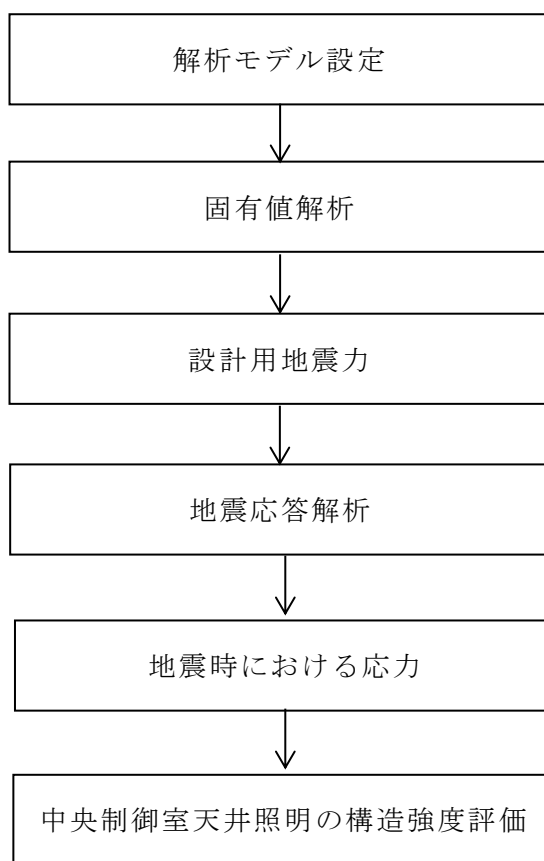 解析モデル設定
固有値解析
設計用地震力
地震応答解析
地震時における応力
中央制御室天井照明の構造強度評価